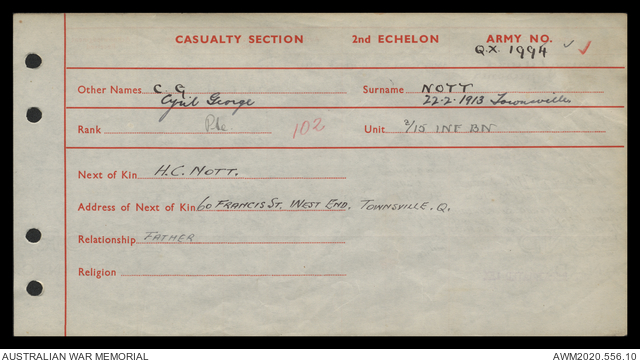 CASUALTY SECTION 2nd ECHELON ARMY NO.
Q.X. 1994
Other Names C. G. Surname NOTT
Cyril George 22-2-1913 Townsville
Rank Pte 102 Unit 2/15 INF BN
Next of Kin H.C. NOTT.
Address of Next of Kin 60 FRANCIS ST. WEST END, TOWNSVILLE. Q.
Relationship FATHER
Religion
AUSTRALIAN WAR MEMORIAL AWM2020.556.10